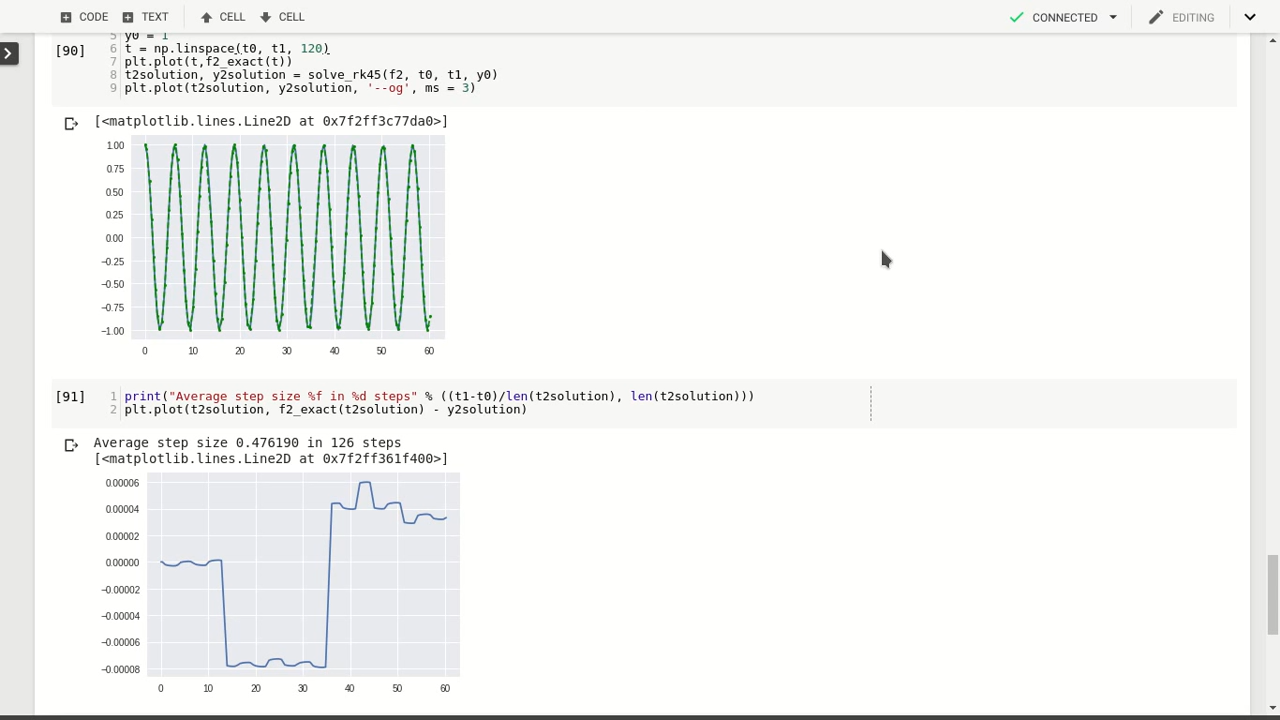 CODE TEXT CELL CELL CONNECTED EDITING
5 y0 = 1
[90] 6 t = np.linspace(t0, t1, 120)
7 plt.plot(t,f2_exact(t))
8 t2solution, y2solution = solve_rk45(f2, t0, t1, y0)
9 plt.plot(t2solution, y2solution, '--og', ms = 3)
[<matplotlib.lines.Line2D at 0x7f2ff3c77da0>]
1.00
0.75
0.50
0.25
0.00
−0.25
−0.50
−0.75
−1.00
0 10 20 30 40 50 60
[91] 1 print("Average step size %f in %d steps" % ((t1-t0)/len(t2solution), len(t2solution)))
2 plt.plot(t2solution, f2_exact(t2solution) - y2solution)
Average step size 0.476190 in 126 steps
[<matplotlib.lines.Line2D at 0x7f2ff361f400>]
0.00006
0.00004
0.00002
0.00000
−0.00002
−0.00004
−0.00006
−0.00008
0 10 20 30 40 50 60